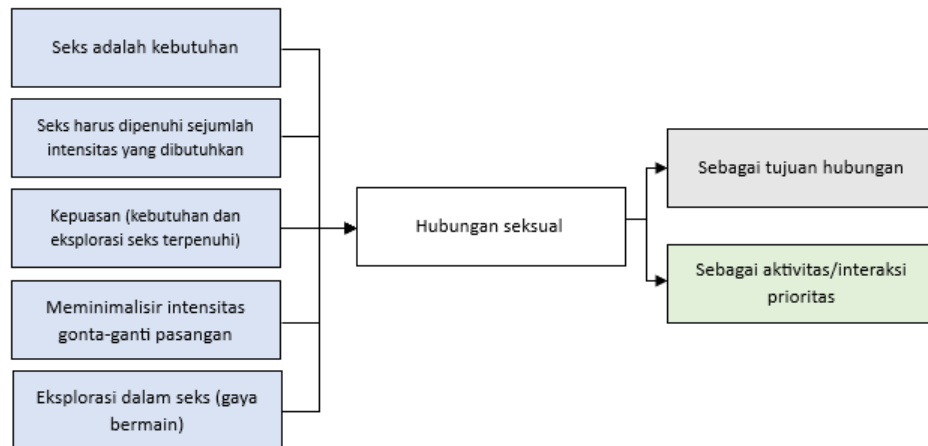 Seks adalah kebutuhan
Seks harus dipenuhi sejumlah
intensitas yang dibutuhkan
Kepuasan (kebutuhan dan
eksplorasi seks terpenuhi)
Meminimalisir intensitas
gonta-ganti pasangan
Eksplorasi dalam seks (gaya
bermain)
Hubungan seksual
Sebagai tujuan hubungan
Sebagai aktivitas/interaksi
prioritas